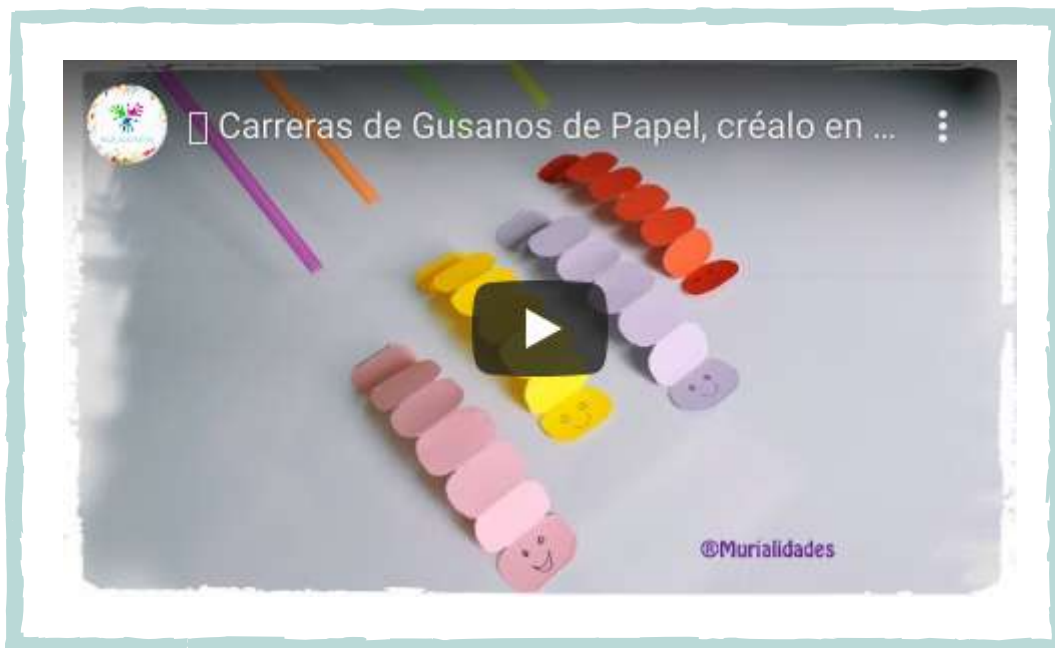 Carreras de Gusanos de Papel, créalo en ...
®Murialidades